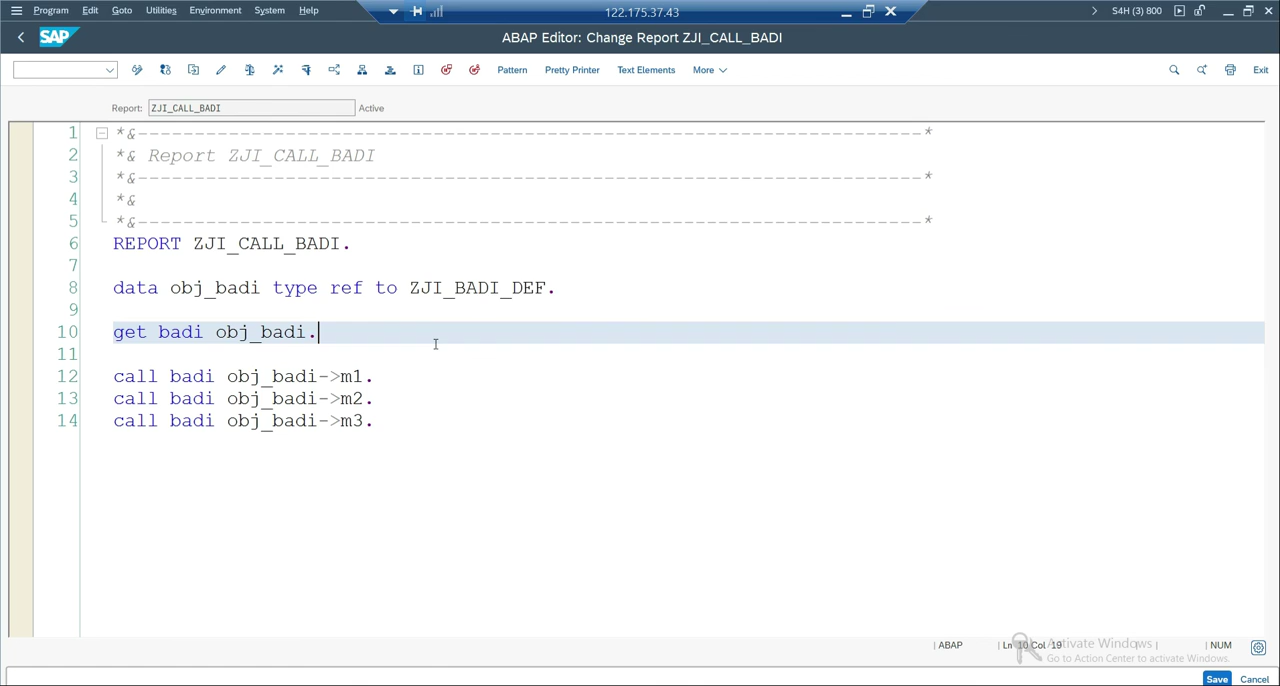 Program Edit Goto Utilities Environment System Help 122.175.37.43 S4H (3) 800
SAP ABAP Editor: Change Report ZJI_CALL_BADI
Pattern Pretty Printer Text Elements More Exit
Report: ZJI_CALL_BADI Active
1 *&---------------------------------------------------------------------*
2 *& Report ZJI_CALL_BADI
3 *&---------------------------------------------------------------------*
4 *&
5 *&---------------------------------------------------------------------*
6 REPORT ZJI_CALL_BADI.
7
8 data obj_badi type ref to ZJI_BADI_DEF.
9
10 get badi obj_badi.
11
12 call badi obj_badi->m1.
13 call badi obj_badi->m2.
14 call badi obj_badi->m3.
Activate Windows
| ABAP | Ln 10 Col 19 | | NUM
Go to Action Center to activate Windows.
Save Cancel